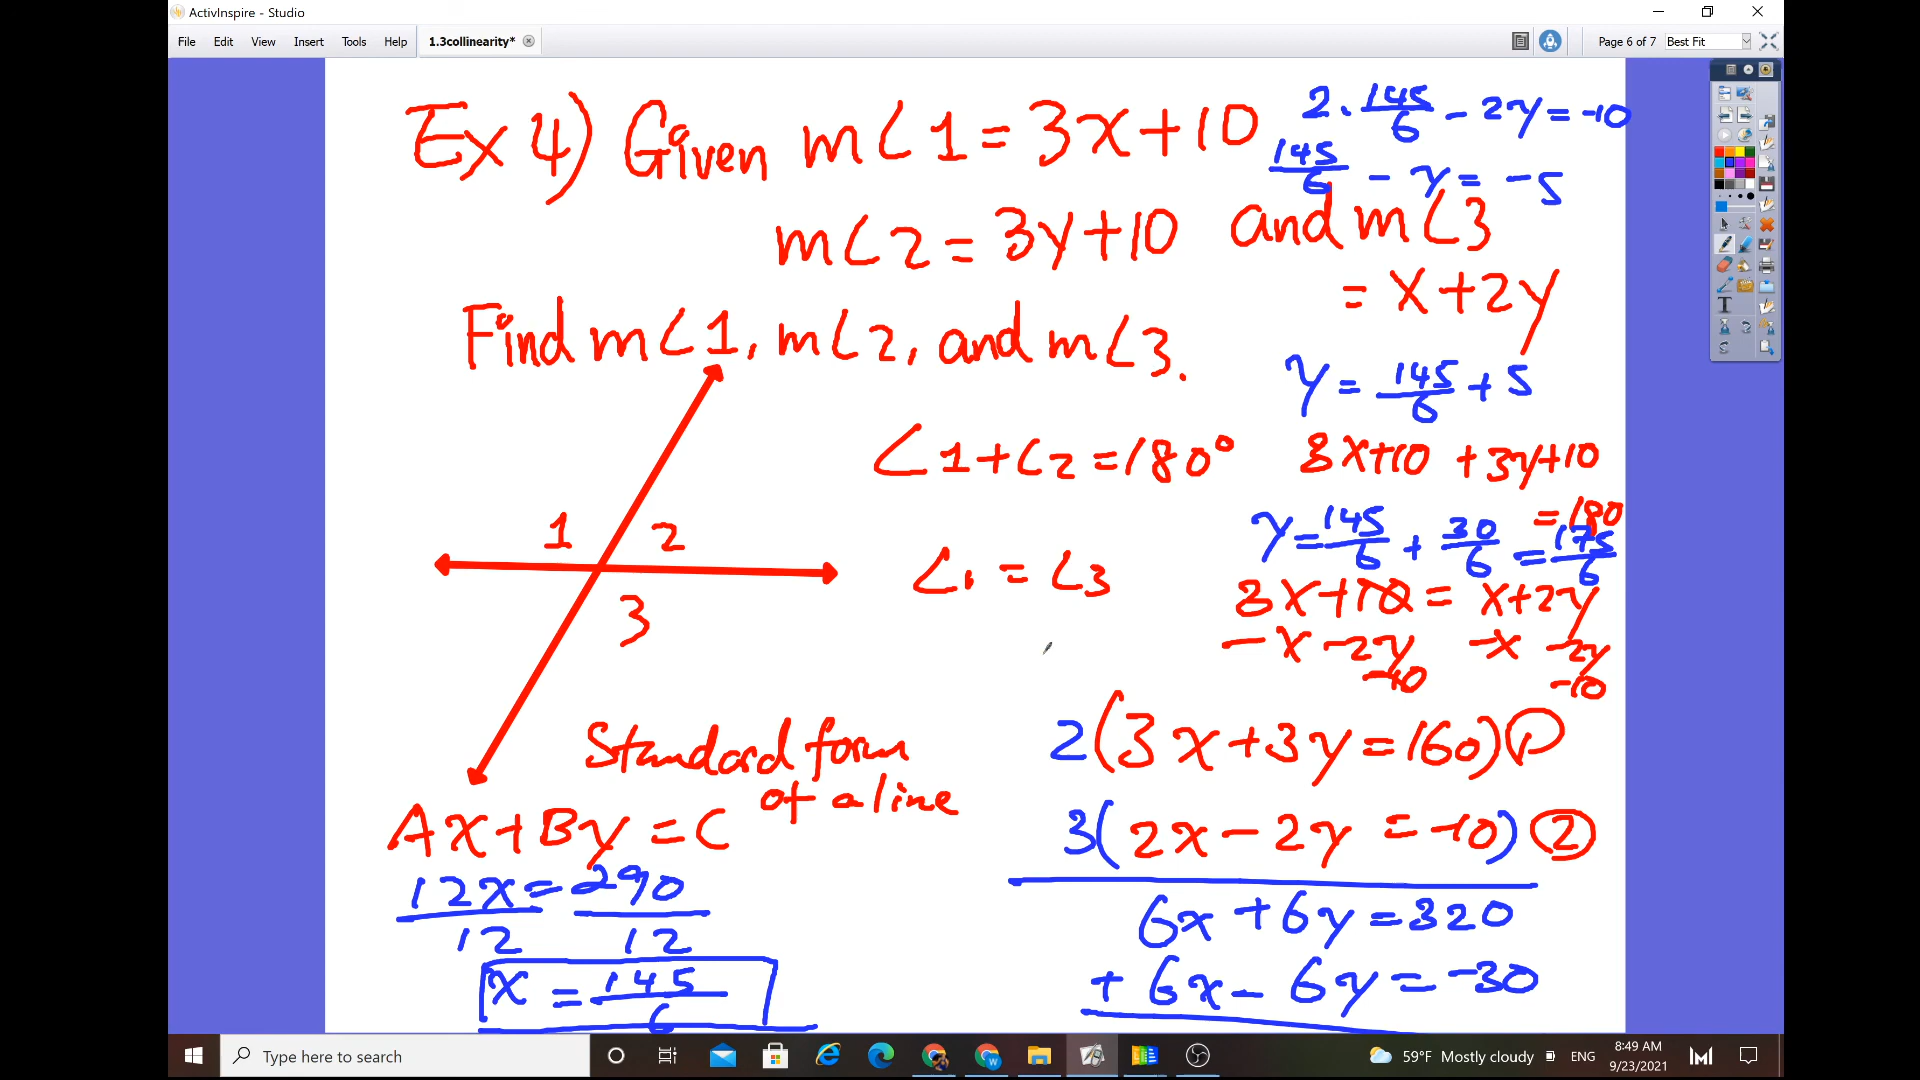 ActivInspire - Studio
File Edit View Insert Tools Help 1.3collinearity* Page 6 of 7 Best Fit
Ex 4) Given m∠1 = 3x+10
m∠2 = 3y+10 and m∠3
= x+2y
Find m∠1, m∠2, and m∠3.
2 · 145/6 - 2y = -10
145/6 - y = -5
y = 145/6 + 5
∠1+∠2 = 180°
3x+10 + 3y+10
= 180
y = 145/6 + 30/6 = 175/6
1 2
3
∠1 = ∠3
3x+10 = x+2y
-x -2y -x -2y
-10 -10
2(3x+3y=160) ①
3(2x-2y=-10) ②
6x+6y=320
+ 6x-6y=-30
Standard form
of a line
Ax+By=C
12x = 290
12 12
x = 145/6
Type here to search
59°F Mostly cloudy ENG
8:49 AM
9/23/2021